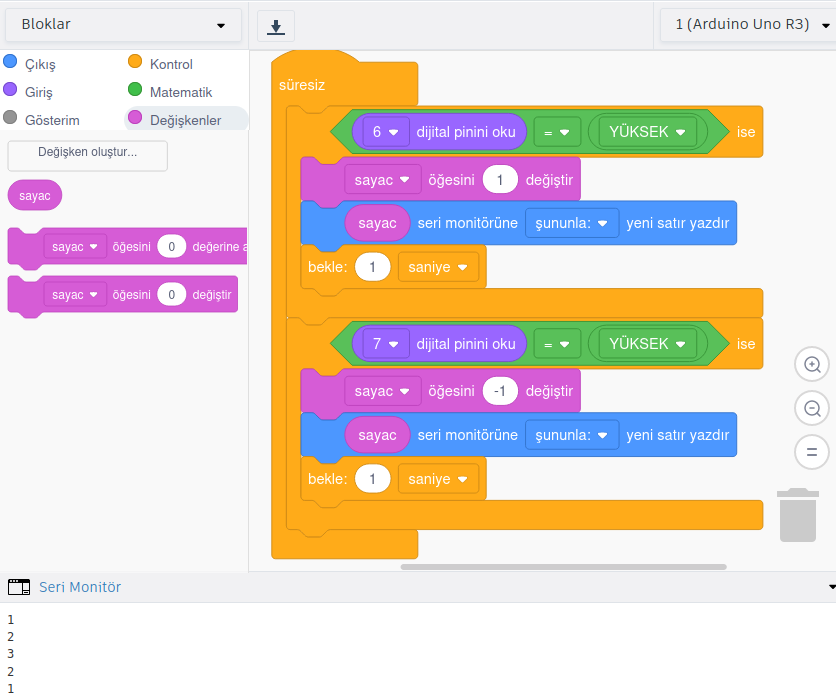 Bloklar
1 (Arduino Uno R3)
Çıkış
Kontrol
Giriş
Matematik
Gösterim
Değişkenler
Değişken oluştur...
sayac
sayac öğesini 0 değerine a
sayac öğesini 0 değiştir
süresiz
6 dijital pinini oku = YÜKSEK ise
sayac öğesini 1 değiştir
sayac seri monitörüne şununla: yeni satır yazdır
bekle: 1 saniye
7 dijital pinini oku = YÜKSEK ise
sayac öğesini -1 değiştir
sayac seri monitörüne şununla: yeni satır yazdır
bekle: 1 saniye
Seri Monitör
1
2
3
2
1